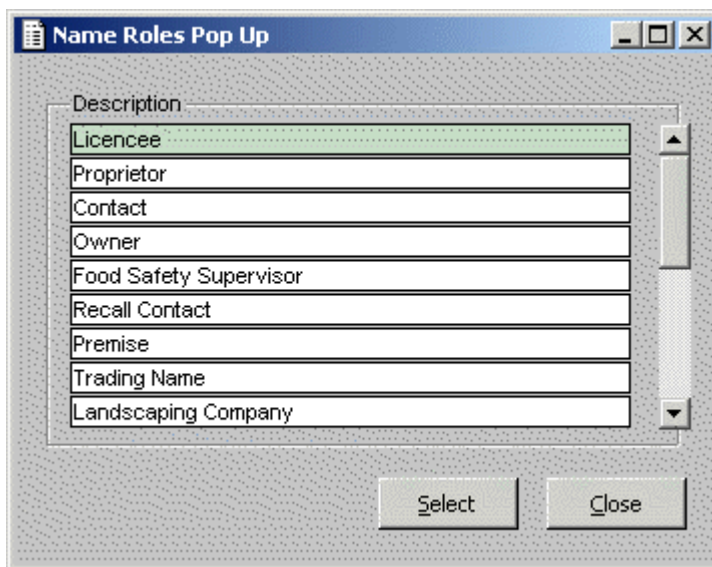 Name Roles Pop Up
Description
Licencee
Proprietor
Contact
Owner
Food Safety Supervisor
Recall Contact
Premise
Trading Name
Landscaping Company
Select
Close